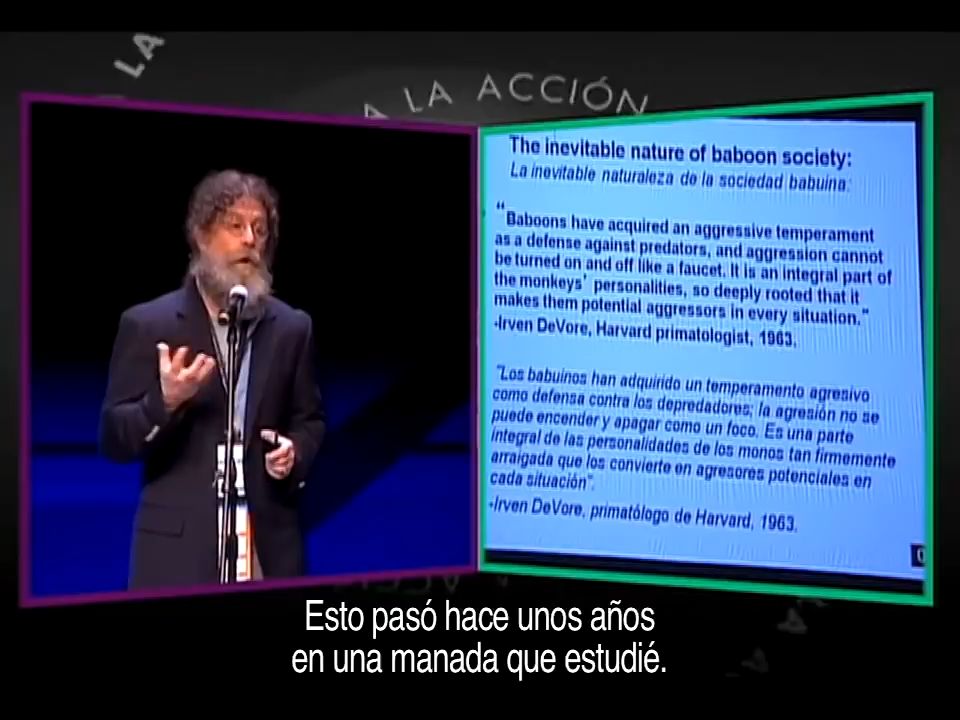 LA
A LA ACCIÓN
The inevitable nature of baboon society:
La inevitable naturaleza de la sociedad babuina:
"Baboons have acquired an aggressive temperament
as a defense against predators, and aggression cannot
be turned on and off like a faucet. It is an integral part of
the monkeys' personalities, so deeply rooted that it
makes them potential aggressors in every situation."
-Irven DeVore, Harvard primatologist, 1963.
"Los babuinos han adquirido un temperamento agresivo
como defensa contra los depredadores; la agresión no se
puede encender y apagar como un foco. Es una parte
integral de las personalidades de los monos tan firmemente
arraigada que los convierte en agresores potenciales en
cada situación".
-Irven DeVore, primatólogo de Harvard, 1963.
Esto pasó hace unos años
en una manada que estudié.